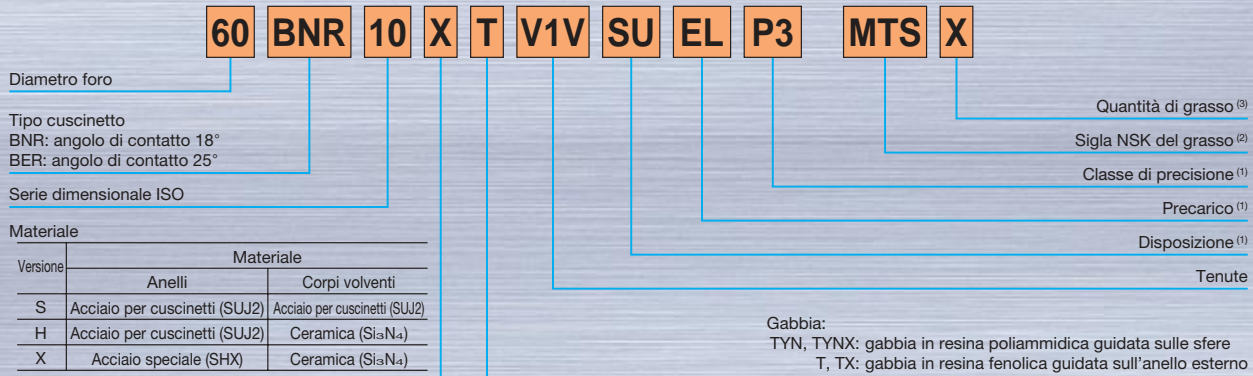 60 BNR 10 X T V1V SU EL P3 MTS X
Diametro foro
Tipo cuscinetto
BNR: angolo di contatto 18°
BER: angolo di contatto 25°
Serie dimensionale ISO
Quantità di grasso (3)
Sigla NSK del grasso (2)
Classe di precisione (1)
Precarico (1)
Disposizione (1)
Tenute
Materiale
Versione Materiale
Anelli Corpi volventi
S Acciaio per cuscinetti (SUJ2) Acciaio per cuscinetti (SUJ2)
H Acciaio per cuscinetti (SUJ2) Ceramica (Si₃N₄)
X Acciaio speciale (SHX) Ceramica (Si₃N₄)
Gabbia:
TYN, TYNX: gabbia in resina poliammidica guidata sulle sfere
T, TX: gabbia in resina fenolica guidata sull'anello esterno